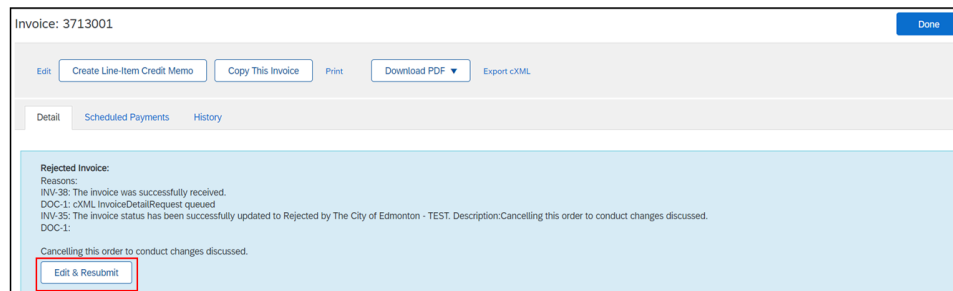 Invoice: 3713001
Done
Edit Create Line-Item Credit Memo Copy This Invoice Print Download PDF ▼ Export cXML
Detail Scheduled Payments History
Rejected Invoice:
Reasons:
INV-38: The invoice was successfully received.
DOC-1: cXML InvoiceDetailRequest queued
INV-35: The invoice status has been successfully updated to Rejected by The City of Edmonton - TEST. Description:Cancelling this order to conduct changes discussed.
DOC-1:
Cancelling this order to conduct changes discussed.
Edit & Resubmit